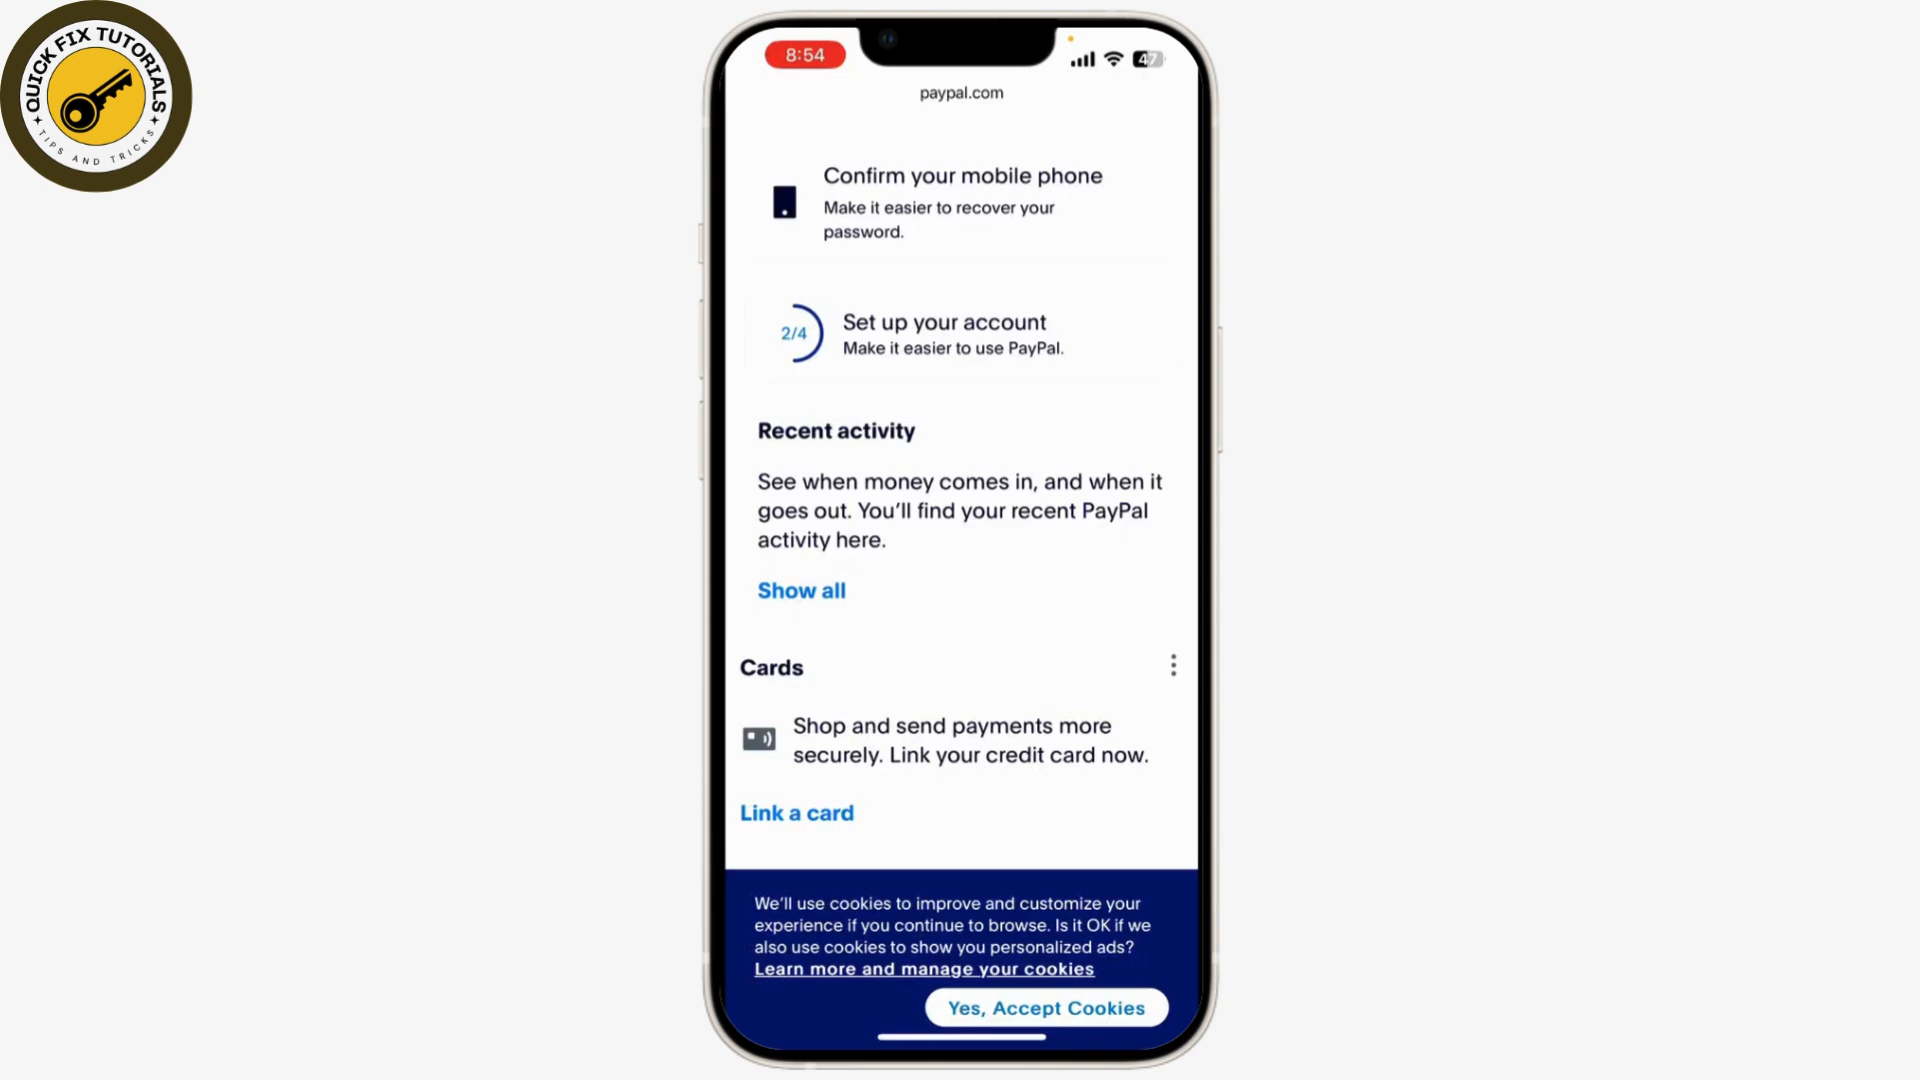 QUICK FIX TUTORIALS
TIPS AND TRICKS
8:54
47
paypal.com
Confirm your mobile phone
Make it easier to recover your
password.
2/4
Set up your account
Make it easier to use PayPal.
Recent activity
See when money comes in, and when it
goes out. You’ll find your recent PayPal
activity here.
Show all
Cards
Shop and send payments more
securely. Link your credit card now.
Link a card
We’ll use cookies to improve and customize your
experience if you continue to browse. Is it OK if we
also use cookies to show you personalized ads?
Learn more and manage your cookies
Yes, Accept Cookies